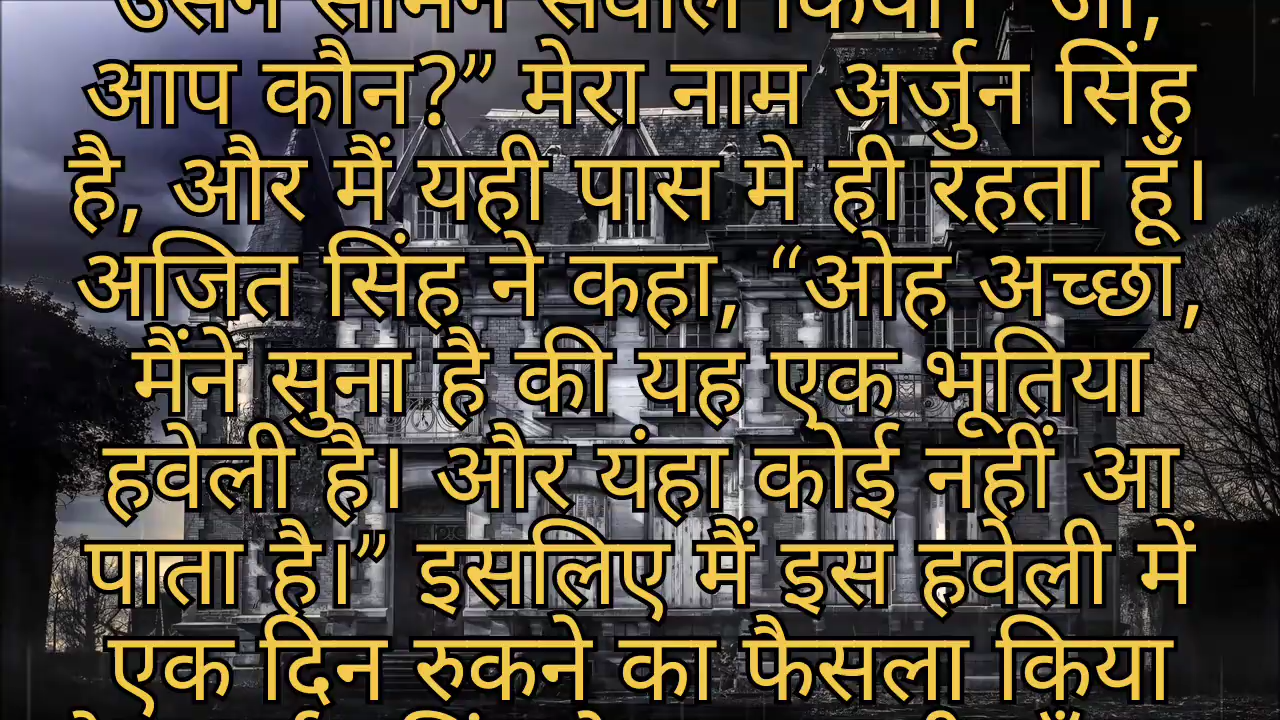 आप कौन?” मेरा नाम अर्जुन सिंह
है, और मैं यही पास मे ही रहता हूँ।
अजित सिंह ने कहा, “ओह अच्छा,
मैंने सुना है की यह एक भूतिया
हवेली है। और यंहा कोई नहीं आ
पाता है।” इसलिए मैं इस हवेली में
एक दिन रुकने का फैसला किया